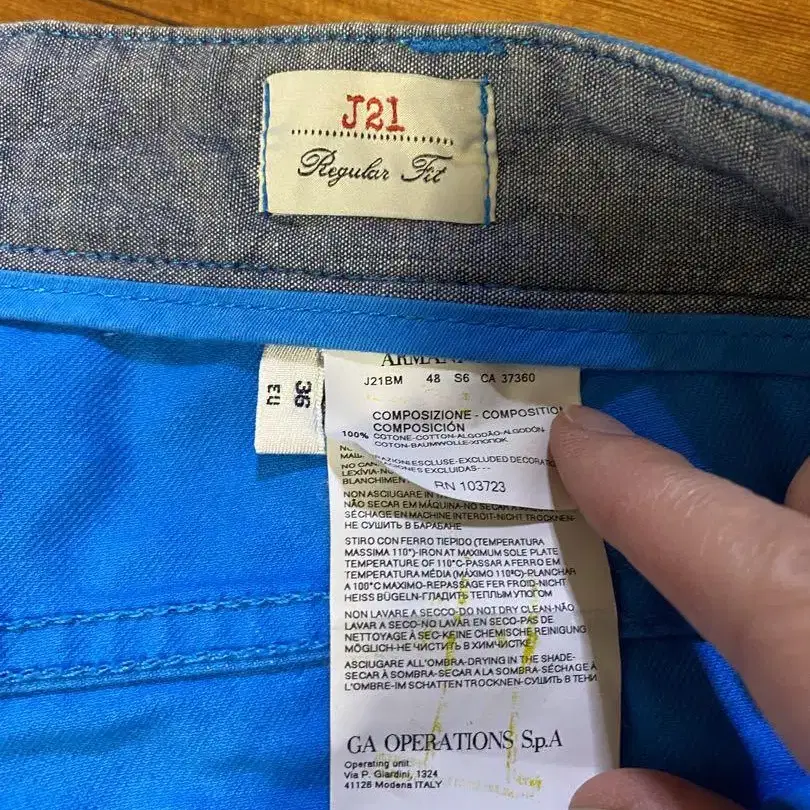 J21
Regular Fit
36
EU
J21BM 48 S6 CA 37360
COMPOSIZIONE - COMPOSITION
COMPOSICIÓN
100% COTONE-COTTON-ALGODÃO-ALGODÓN-
COTON-BAUMWOLLE-ХЛОПОК
ESCLUSE-EXCLUDED
EXCLUIDAS---
RN 103723
NON ASCIUGARE IN
NÃO SECAR EM MÁQUINA-NO SECAR A
SÉCHAGE EN MACHINE INTERDIT-NICHT TROCKNEN-
НЕ СУШИТЬ В БАРАБАНЕ
STIRO CON FERRO TIEPIDO (TEMPERATURA
MASSIMA 110°)-IRON AT MAXIMUM SOLE PLATE
TEMPERATURE OF 110°C-PASSAR A FERRO EM
TEMPERATURA MÉDIA (MÁXIMO 110ºC)-PLANCHAR
A 100°C MAXIMO-REPASSAGE FER FROID-NICHT
HEISS BÜGELN-ГЛАДИТЬ ТЕПЛЫМ УТЮГОМ
NON LAVARE A SECCO-DO NOT DRY CLEAN-NÃO
LAVAR A SECO-NO LAVAR EN SECO-PAS DE
NETTOYAGE À SEC-KEINE CHEMISCHE REINIGUNG
MÖGLICH-НЕ ЧИСТИТЬ В ХИМЧИСТКЕ
ASCIUGARE ALL'OMBRA-DRYING IN THE SHADE-
SECAR A SOMBRA-SECAR A LA SOMBRA-SÉCHAGE À
L'OMBRE-IM SCHATTEN TROCKNEN-СУШИТЬ В ТЕНИ
GA OPERATIONS S.p.A
Operating unit:
Via P. Giardini, 1324
41126 Modena ITALY